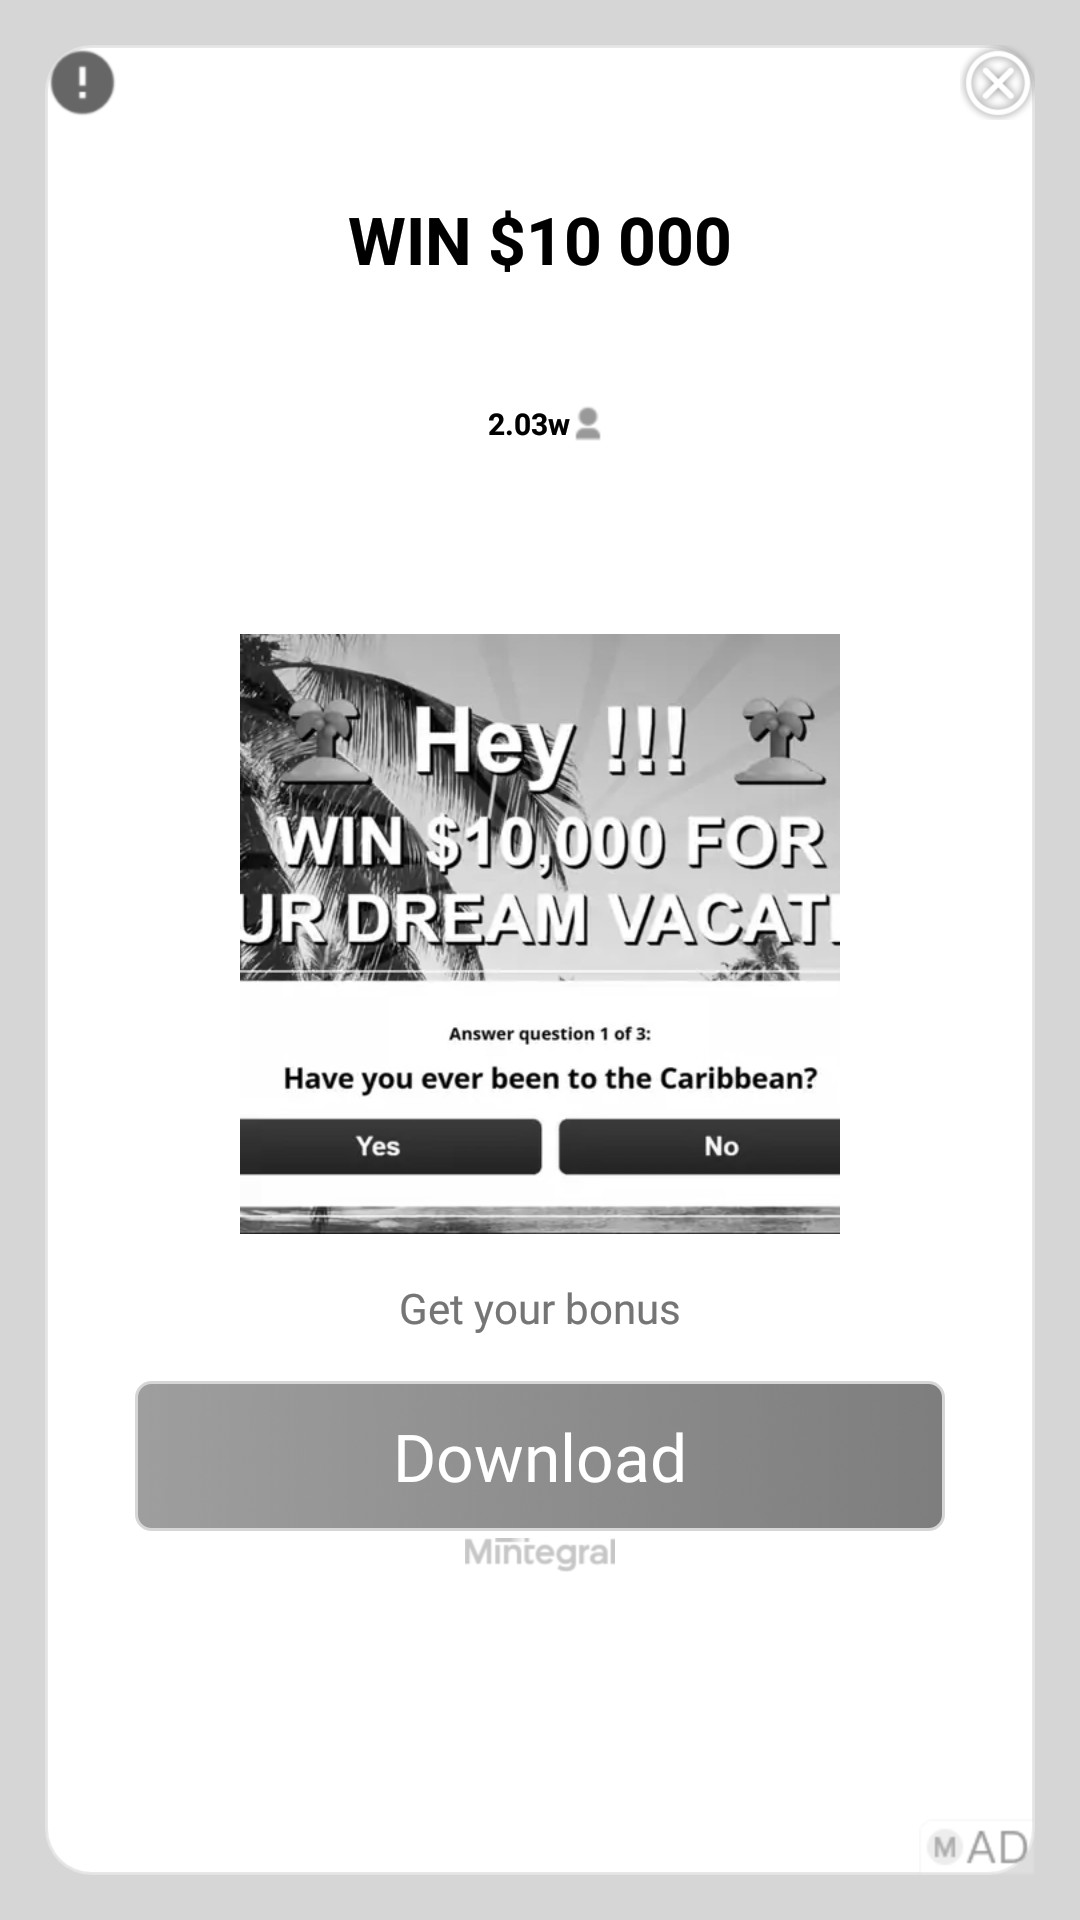 WIN $10 000
2.03w
Hey !!!
WIN $10,000 FOR
UR DREAM VACATI
Answer question 1 of 3:
Have you ever been to the Caribbean?
Yes
No
Get your bonus
Download
Mintegral
M AD